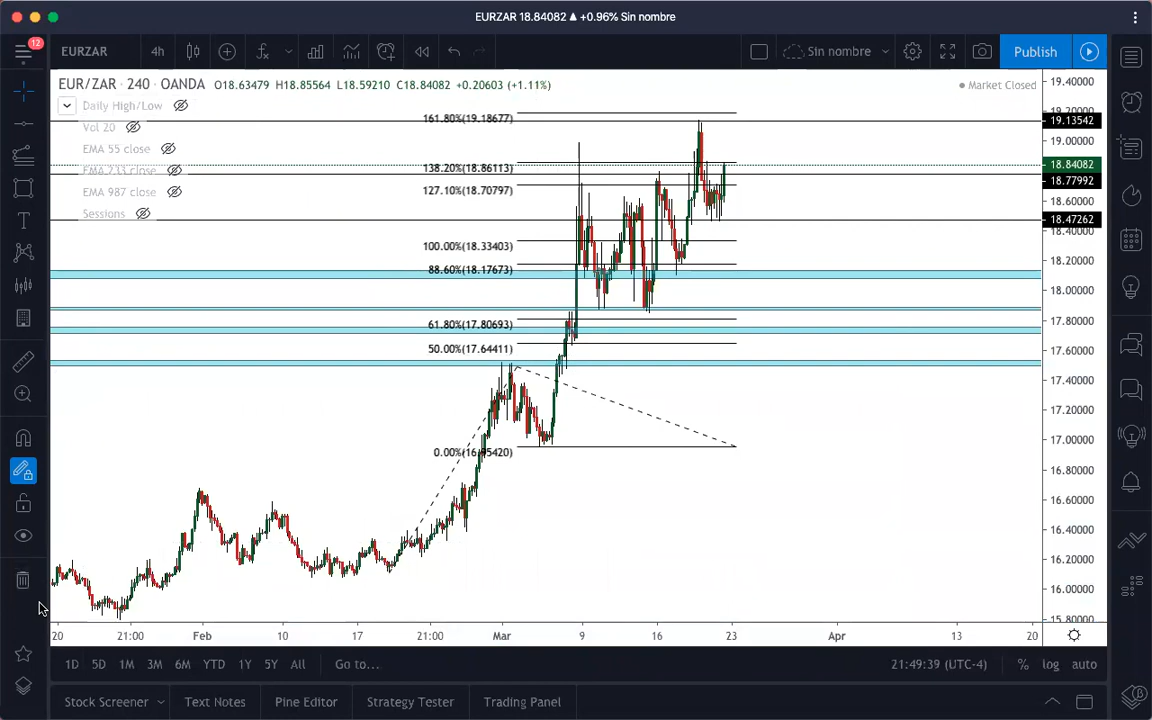 EURZAR 18.84082 ▲ +0.96% Sin nombre
12
EURZAR 4h Sin nombre Publish
EUR/ZAR · 240 · OANDA O18.63479 H18.85564 L18.59210 C18.84082 +0.20603 (+1.11%)
Market Closed
Daily High/Low
Vol 20
EMA 55 close
EMA 233 close
EMA 987 close
Sessions
161.80%(19.18677)
138.20%(18.86113)
127.10%(18.70797)
100.00%(18.33403)
88.60%(18.17673)
61.80%(17.80693)
50.00%(17.64411)
0.00%(16.95420)
19.40000
19.20000
19.13542
19.00000
18.84082
18.77992
18.60000
18.47262
18.40000
18.20000
18.00000
17.80000
17.60000
17.40000
17.20000
17.00000
16.80000
16.60000
16.40000
16.20000
16.00000
15.80000
20 21:00 Feb 10 17 21:00 Mar 9 16 23 Apr 13 20
1D 5D 1M 3M 6M YTD 1Y 5Y All Go to... 21:49:39 (UTC-4) % log auto
Stock Screener Text Notes Pine Editor Strategy Tester Trading Panel